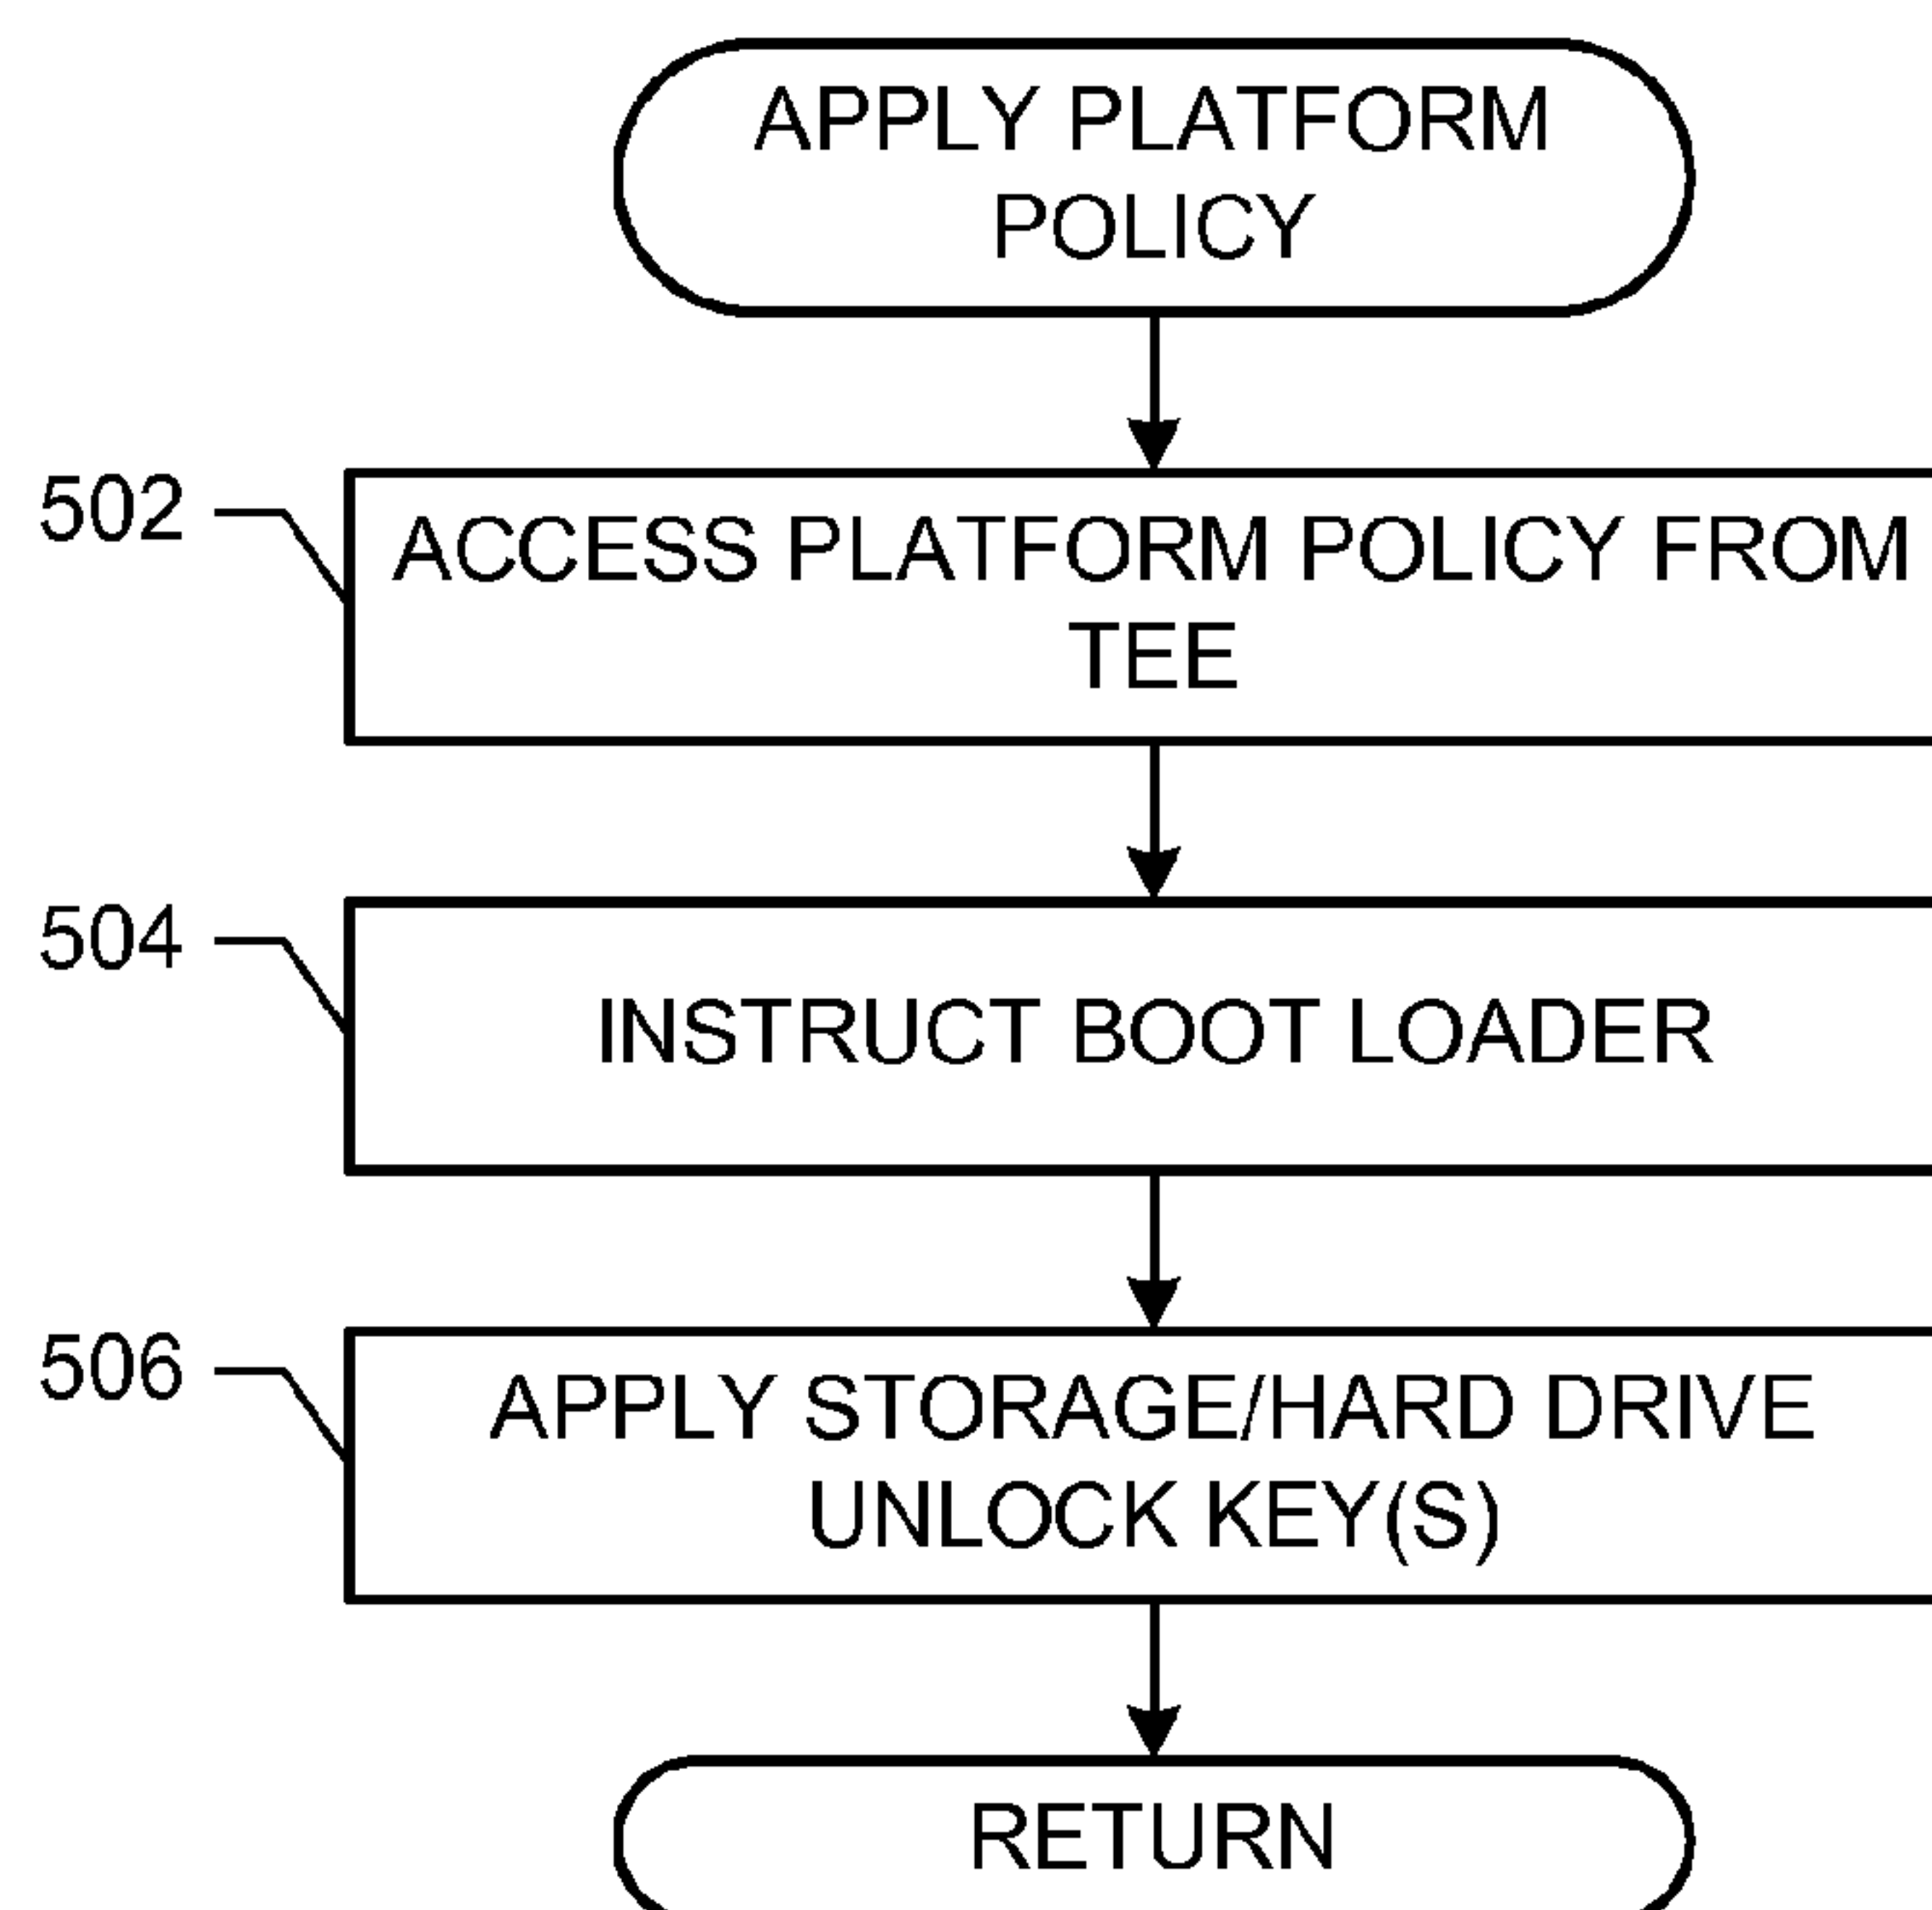 APPLY PLATFORM
POLICY
502
ACCESS PLATFORM POLICY FROM
TEE
504
INSTRUCT BOOT LOADER
506
APPLY STORAGE/HARD DRIVE
UNLOCK KEY(S)
RETURN